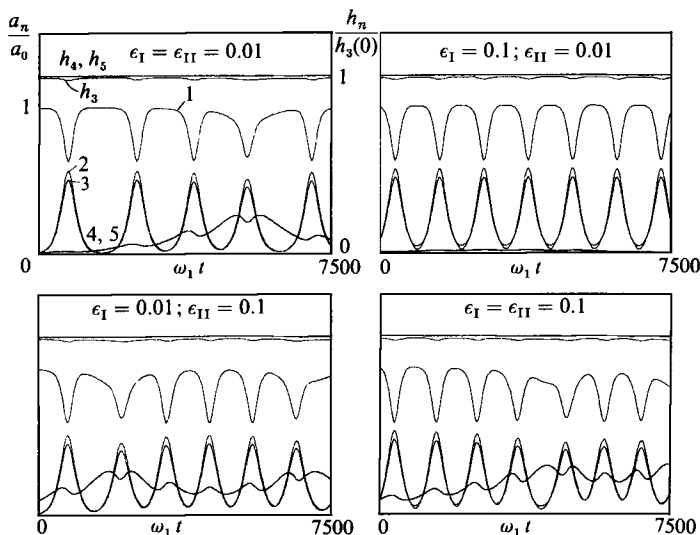 a_n / a_0
h_4, h_5
ϵ_I = ϵ_II = 0.01
h_3
1
1
2
3
4, 5
0
ω_1 t
7500
h_n / h_3(0)
1
0
ϵ_I = 0.1 ; ϵ_II = 0.01
0
ω_1 t
7500
ϵ_I = 0.01 ; ϵ_II = 0.1
0
ω_1 t
7500
ϵ_I = ϵ_II = 0.1
0
ω_1 t
7500